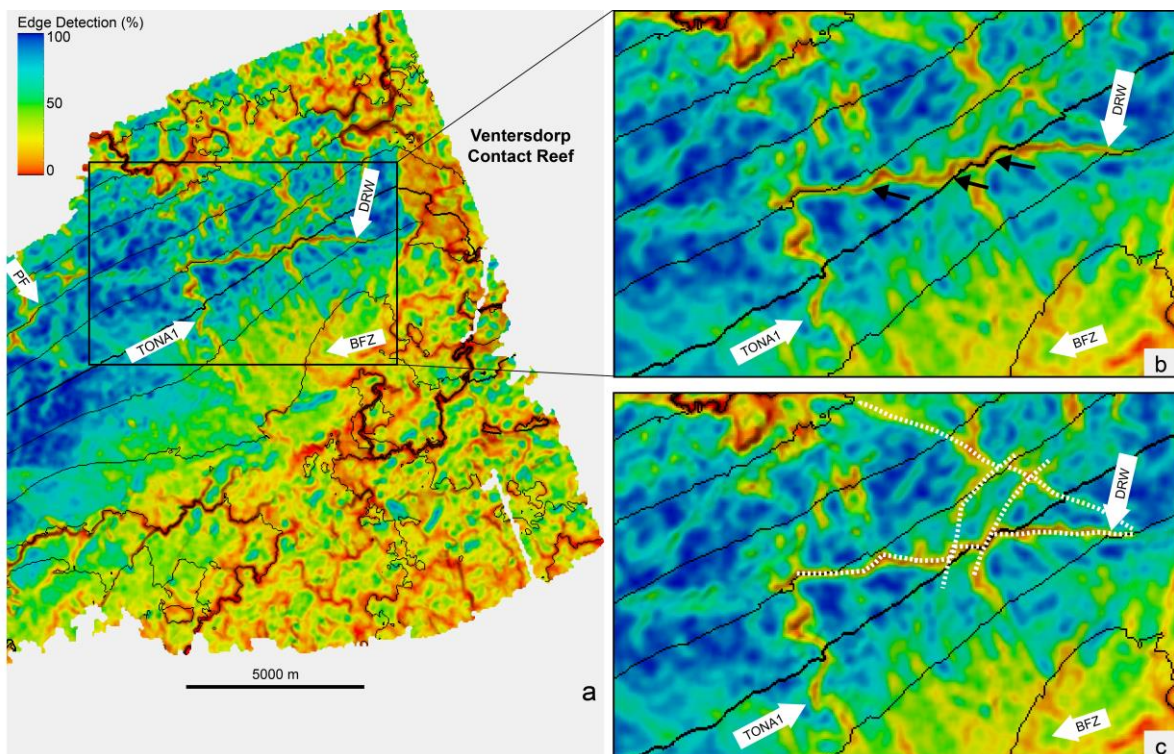 Edge Detection (%)
100
50
0
Ventersdorp
Contact Reef
DRW
PF
TONA1
BFZ
5000 m
a
DRW
TONA1
BFZ
b
DRW
TONA1
BFZ
c